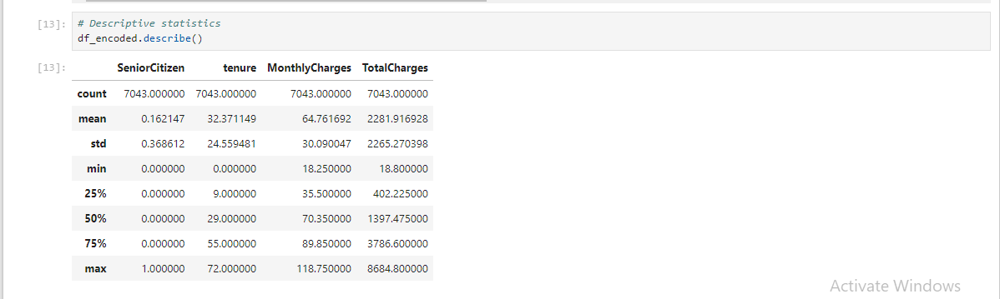 [13]: # Descriptive statistics
df_encoded.describe()
[13]: SeniorCitizen tenure MonthlyCharges TotalCharges
count 7043.000000 7043.000000 7043.000000 7043.000000
mean 0.162147 32.371149 64.761692 2281.916928
std 0.368612 24.559481 30.090047 2265.270398
min 0.000000 0.000000 18.250000 18.800000
25% 0.000000 9.000000 35.500000 402.225000
50% 0.000000 29.000000 70.350000 1397.475000
75% 0.000000 55.000000 89.850000 3786.600000
max 1.000000 72.000000 118.750000 8684.800000
Activate Windows